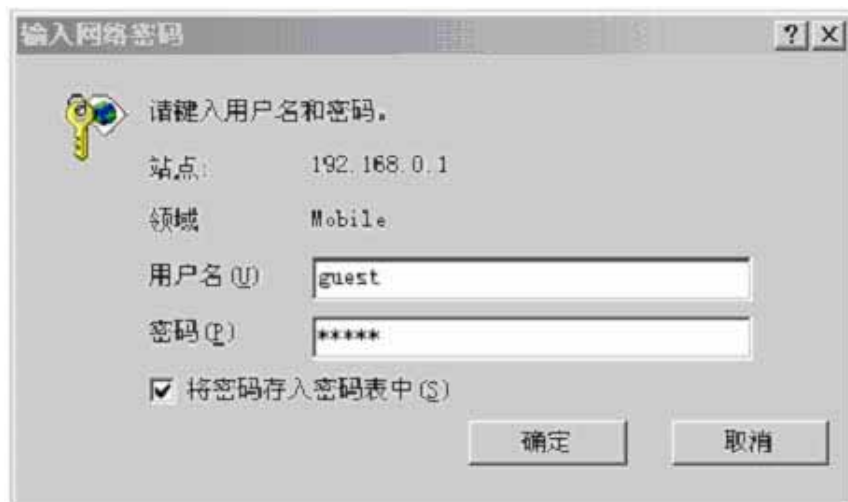 输入网络密码
请键入用户名和密码。
站点: 192.168.0.1
领域 Mobile
用户名(U) guest
密码(P) *****
将密码存入密码表中(S)
确定 取消